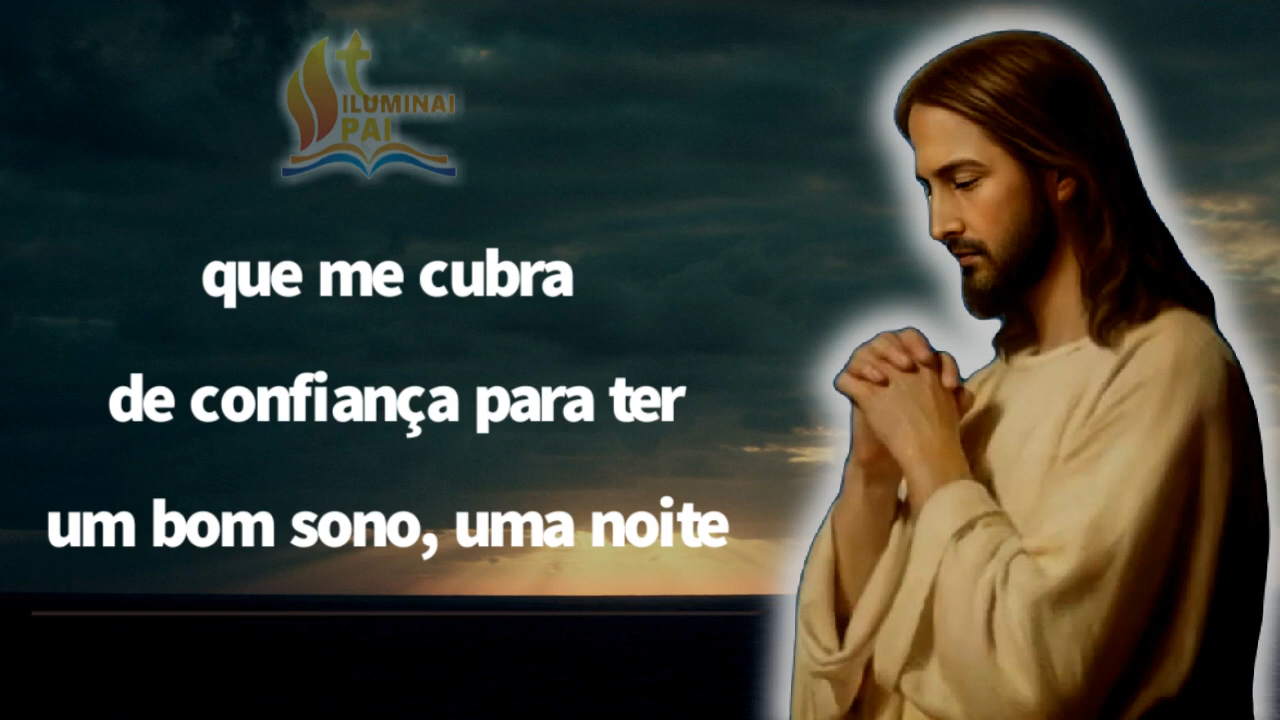 ILUMINAI
PAI
que me cubra
de confiança para ter
um bom sono, uma noite